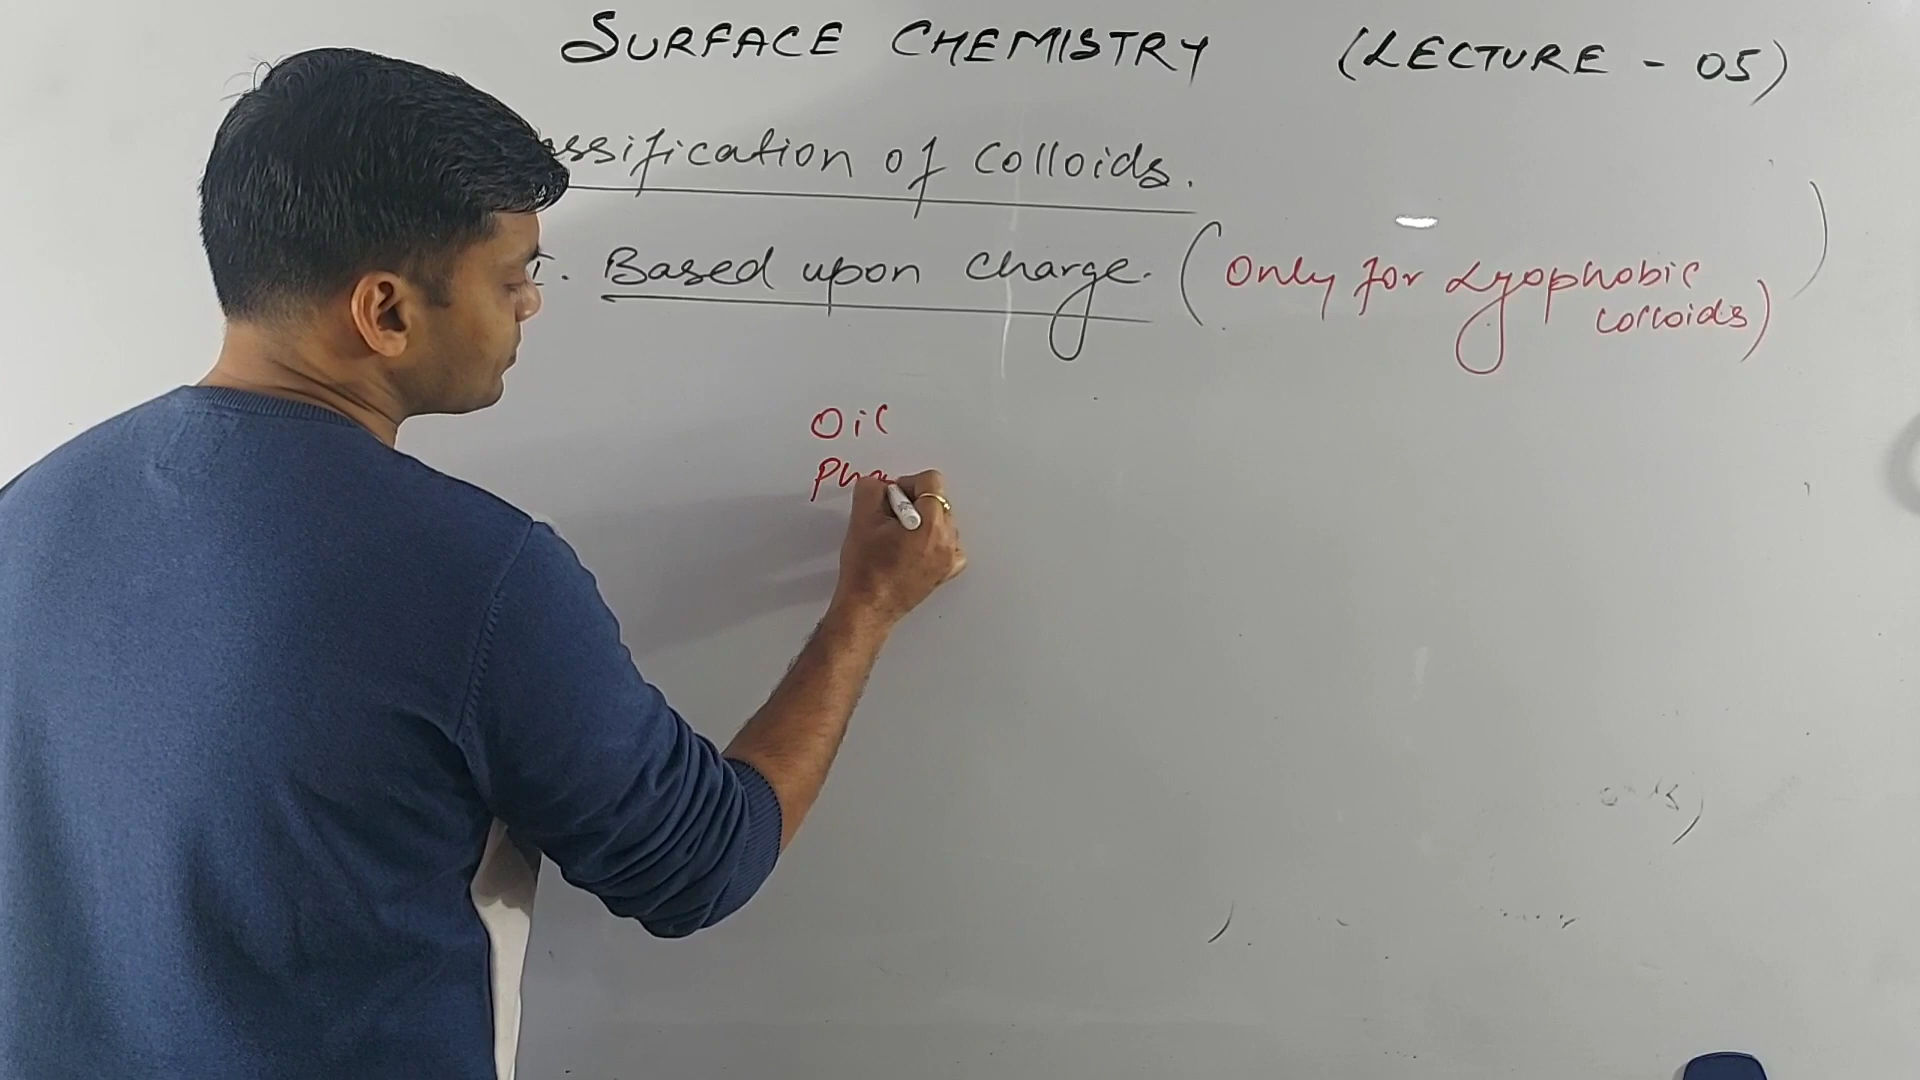 SURFACE CHEMISTRY (LECTURE - 05)
ssification of Colloids.
I. Based upon charge. (Only for Lyophobic
colloids)
Oil